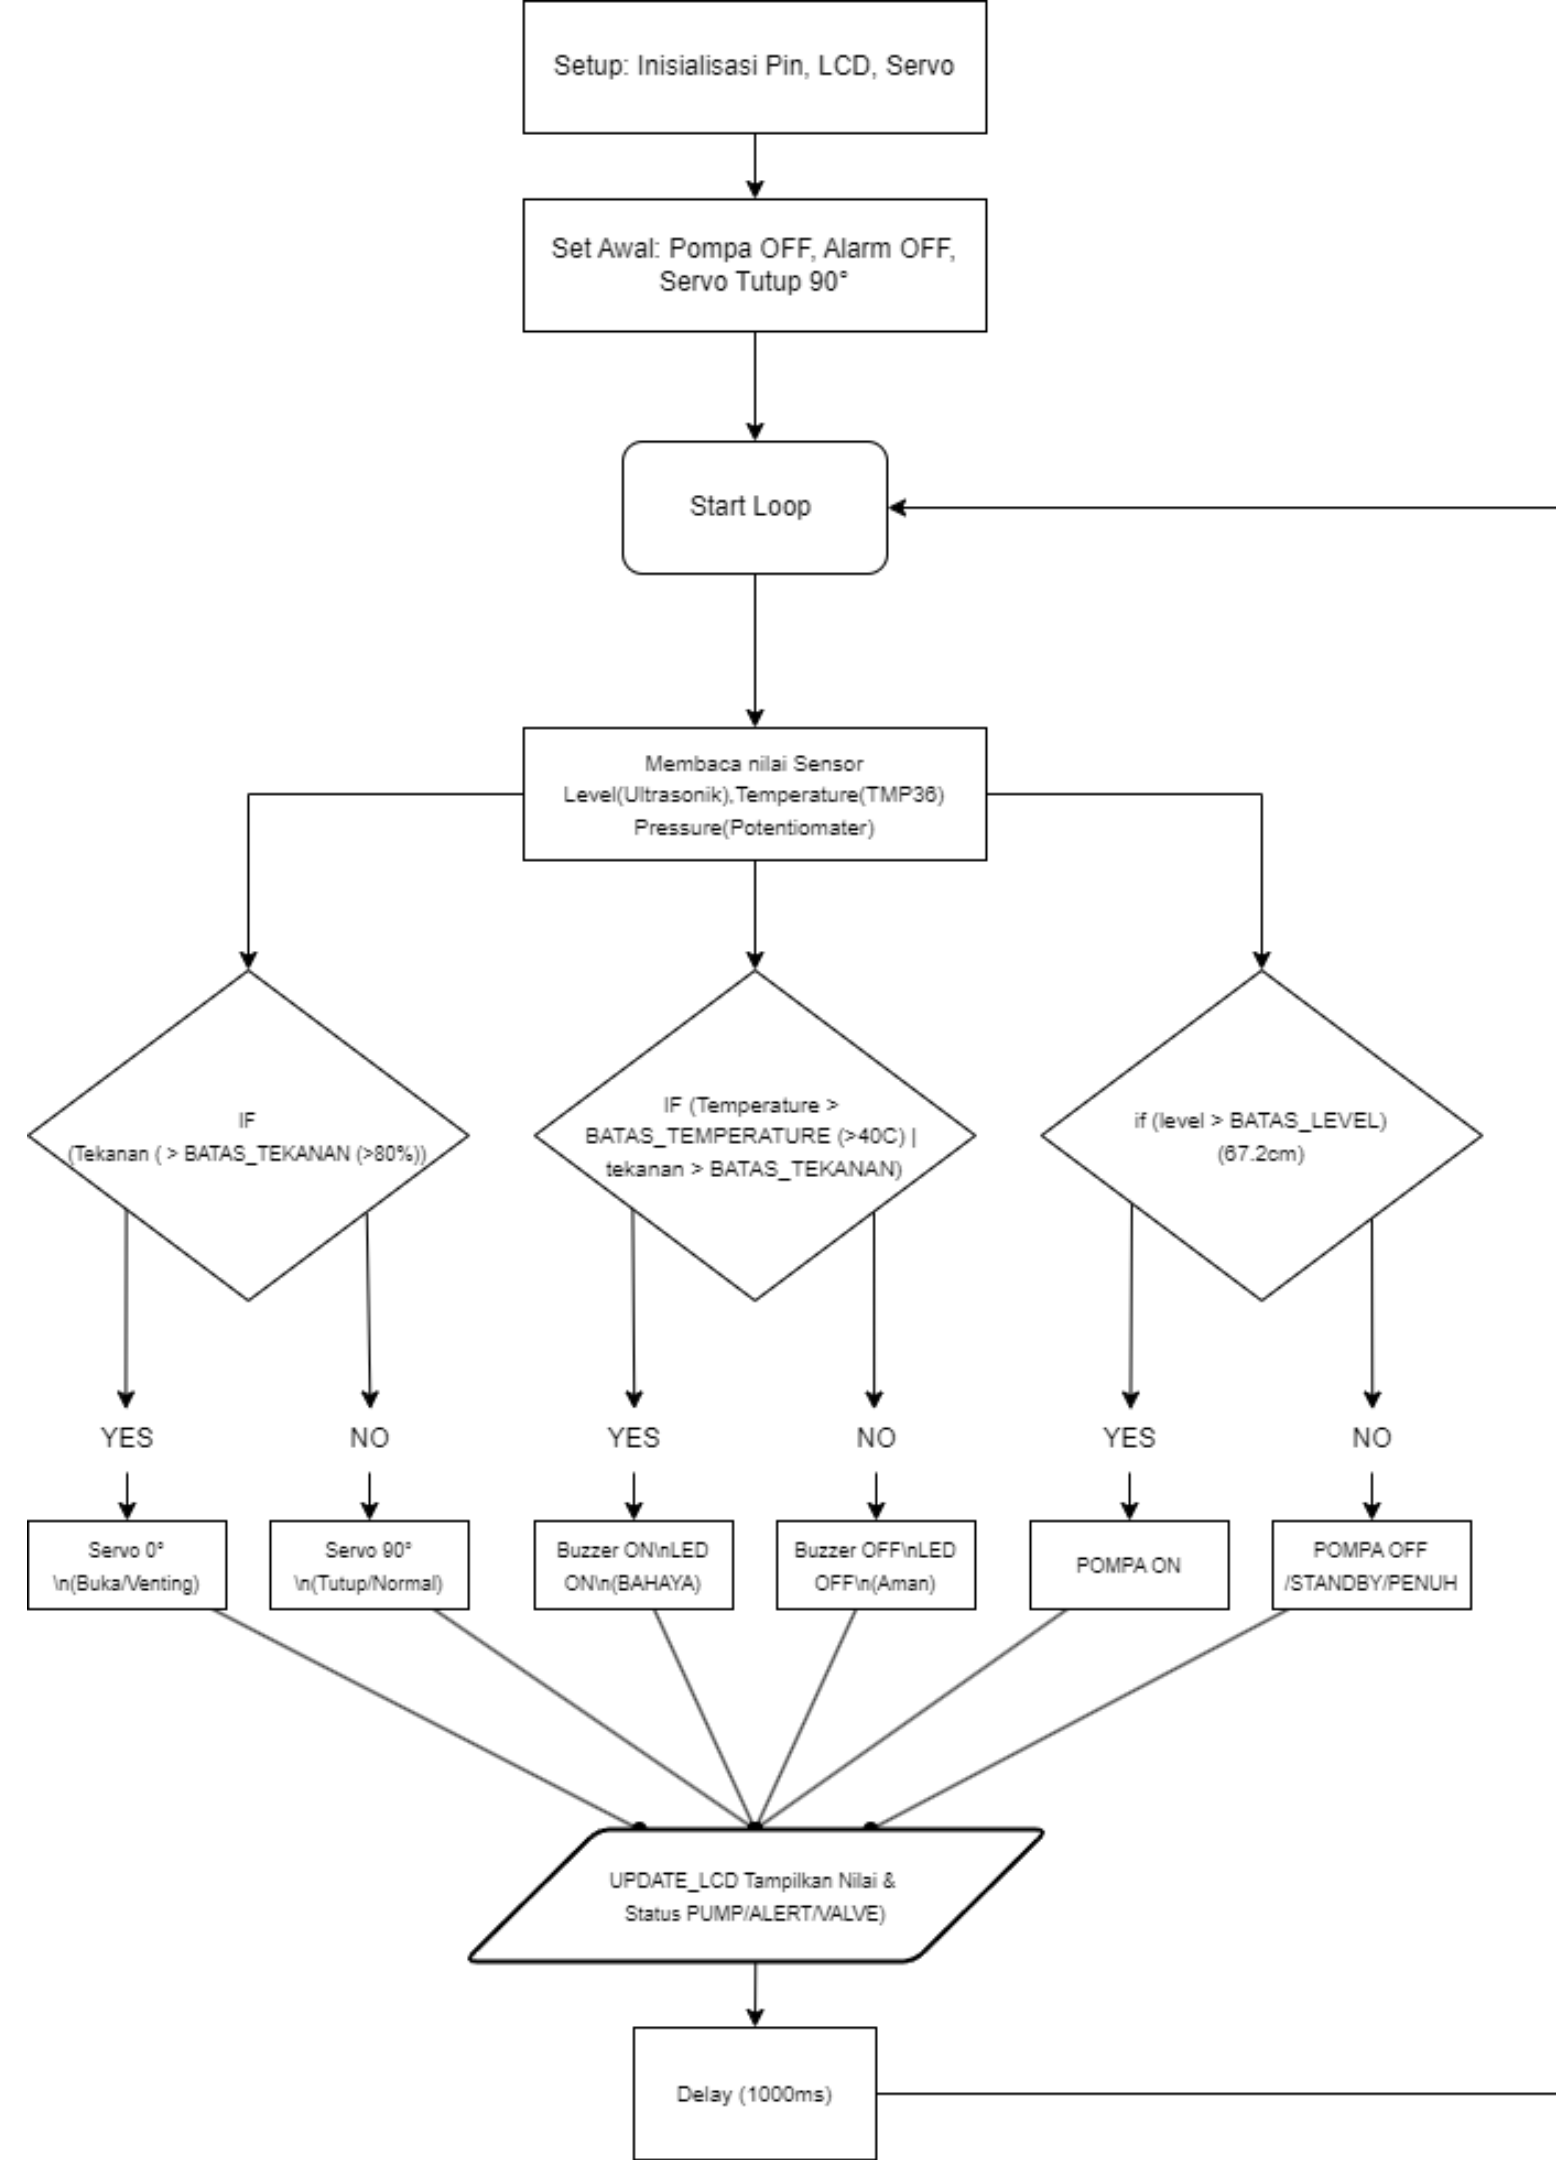 Setup: Inisialisasi Pin, LCD, Servo
Set Awal: Pompa OFF, Alarm OFF,
Servo Tutup 90°
Start Loop
Membaca nilai Sensor
Level(Ultrasonik),Temperature(TMP36)
Pressure(Potentiomater)
IF
(Tekanan ( > BATAS_TEKANAN (>80%))
IF (Temperature >
BATAS_TEMPERATURE (>40C) |
tekanan > BATAS_TEKANAN)
if (level > BATAS_LEVEL)
(67.2cm)
YES
NO
YES
NO
YES
NO
Servo 0°
\n(Buka/Venting)
Servo 90°
\n(Tutup/Normal)
Buzzer ON\nLED
ON\n(BAHAYA)
Buzzer OFF\nLED
OFF\n(Aman)
POMPA ON
POMPA OFF
/STANDBY/PENUH
UPDATE_LCD Tampilkan Nilai &
Status PUMP/ALERT/VALVE)
Delay (1000ms)